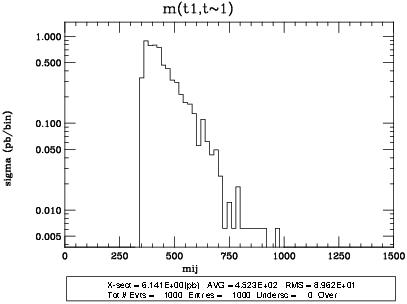 m(t1,t~1)
1.000
0.500
0.100
0.050
0.010
0.005
sigma (pb/bin)
0 250 500 750 1000 1250 1500
mij
X-sect = 6.141E+00(pb) AVG = 4.523E+02 RMS = 8.962E+01
Tot # Evts = 1000 Entries = 1000 Undersc = 0 Over